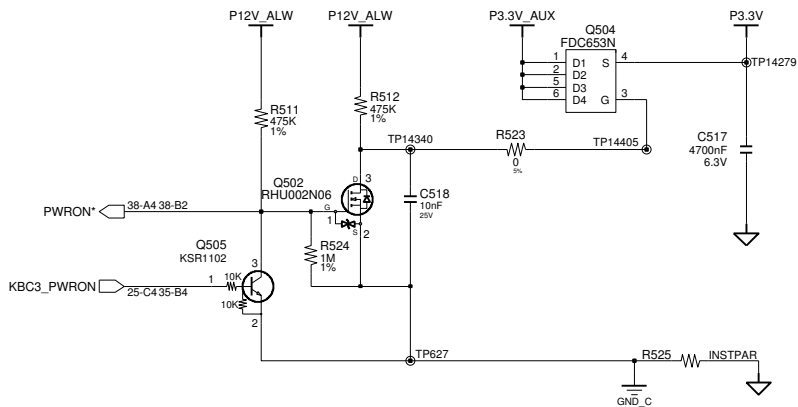 P12V_ALW
P12V_ALW
P3.3V_AUX
P3.3V
Q504
FDC653N
1 D1 S 4
TP14279
2 D2
5 D3
6 D4 G 3
R511
475K
1%
R512
475K
1%
TP14340
R523
0
5%
TP14405
C517
4700nF
6.3V
Q502
RHU002N06
D 3
G
1
S 2
C518
10nF
25V
PWRON* 38-A4 38-B2
R524
1M
1%
Q505
KSR1102
3
KBC3_PWRON 25-C4 35-B4
1 10K
10K
2
TP627
R525 INSTPAR
GND_C